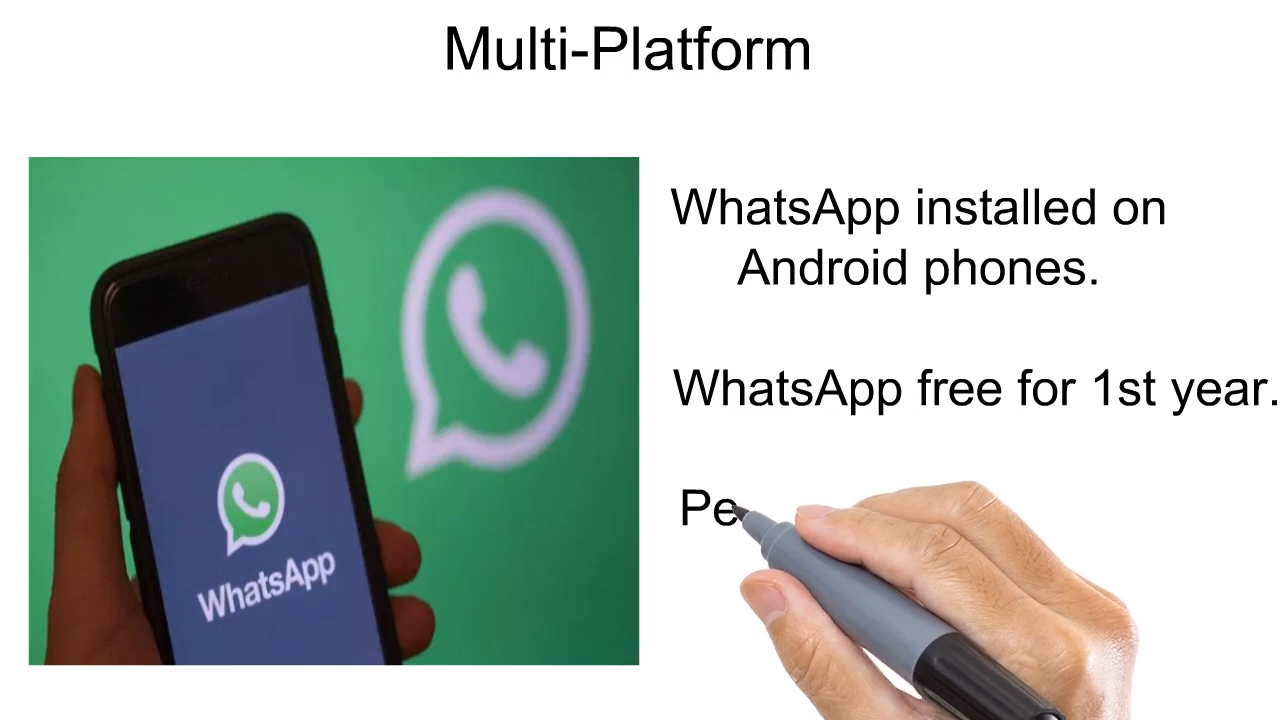 Multi-Platform
WhatsApp installed on
Android phones.
WhatsApp free for 1st year.
Pe
WhatsApp